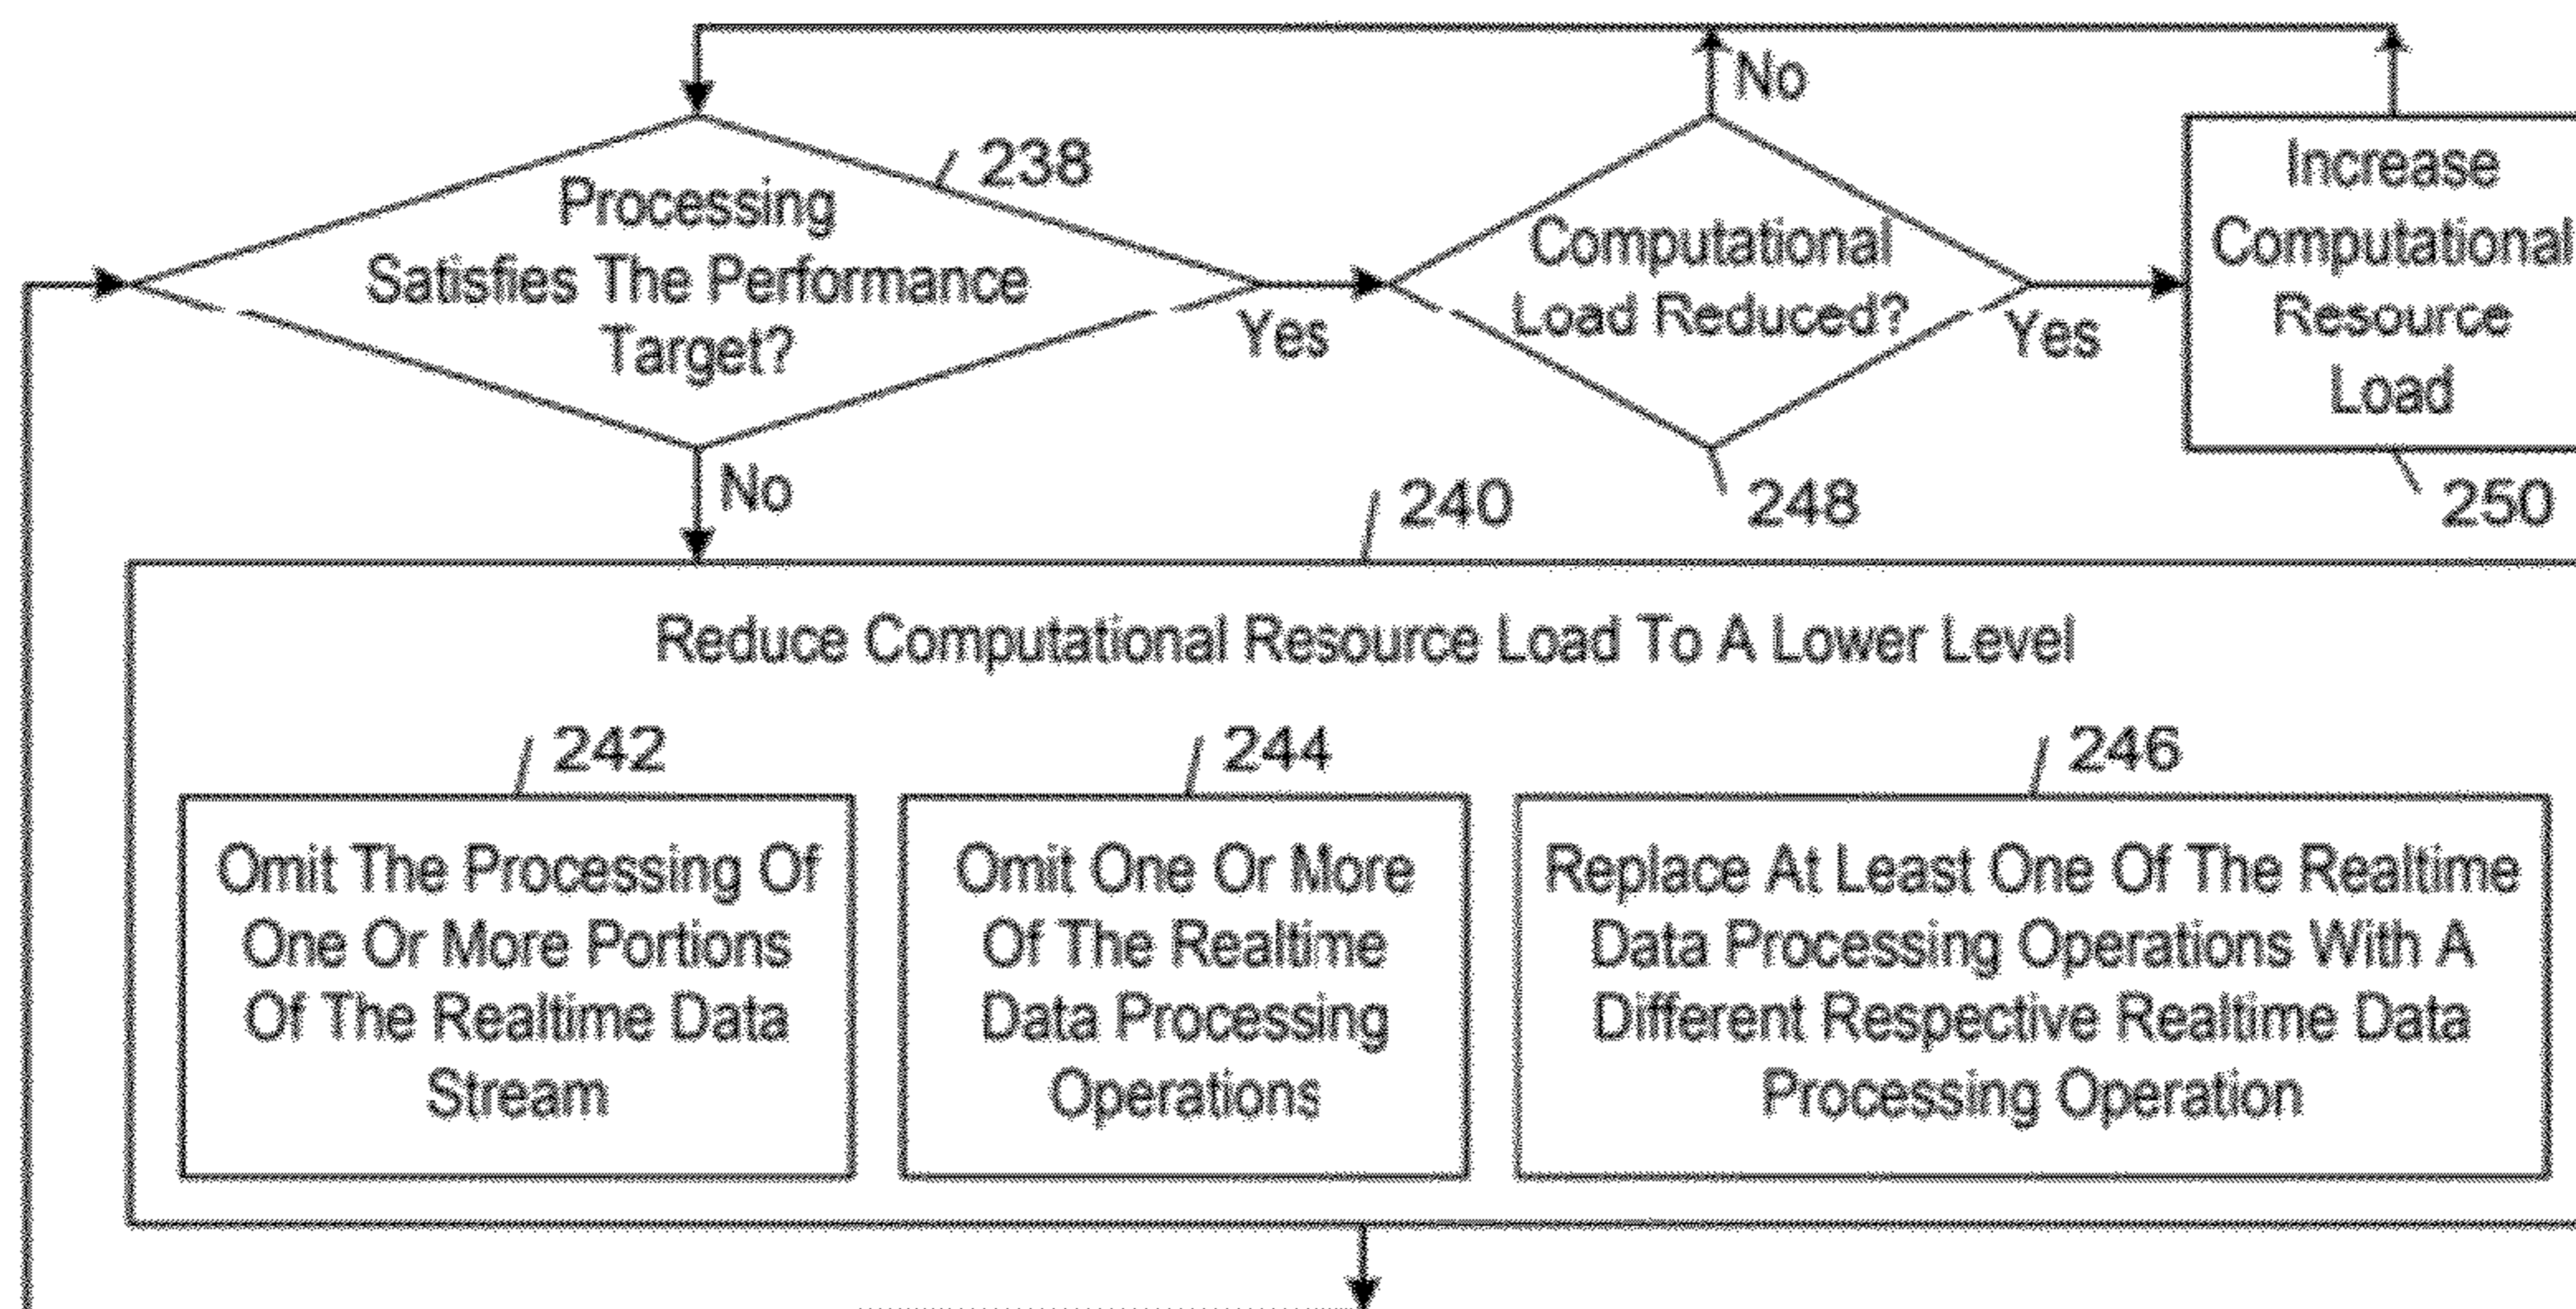 No
238
Processing
Satisfies The Performance
Target?
Yes
Computational
Load Reduced?
Yes
Increase
Computational
Resource
Load
No
240
248
250
Reduce Computational Resource Load To A Lower Level
242
244
246
Omit The Processing Of
One Or More Portions
Of The Realtime Data
Stream
Omit One Or More
Of The Realtime
Data Processing
Operations
Replace At Least One Of The Realtime
Data Processing Operations With A
Different Respective Realtime Data
Processing Operation